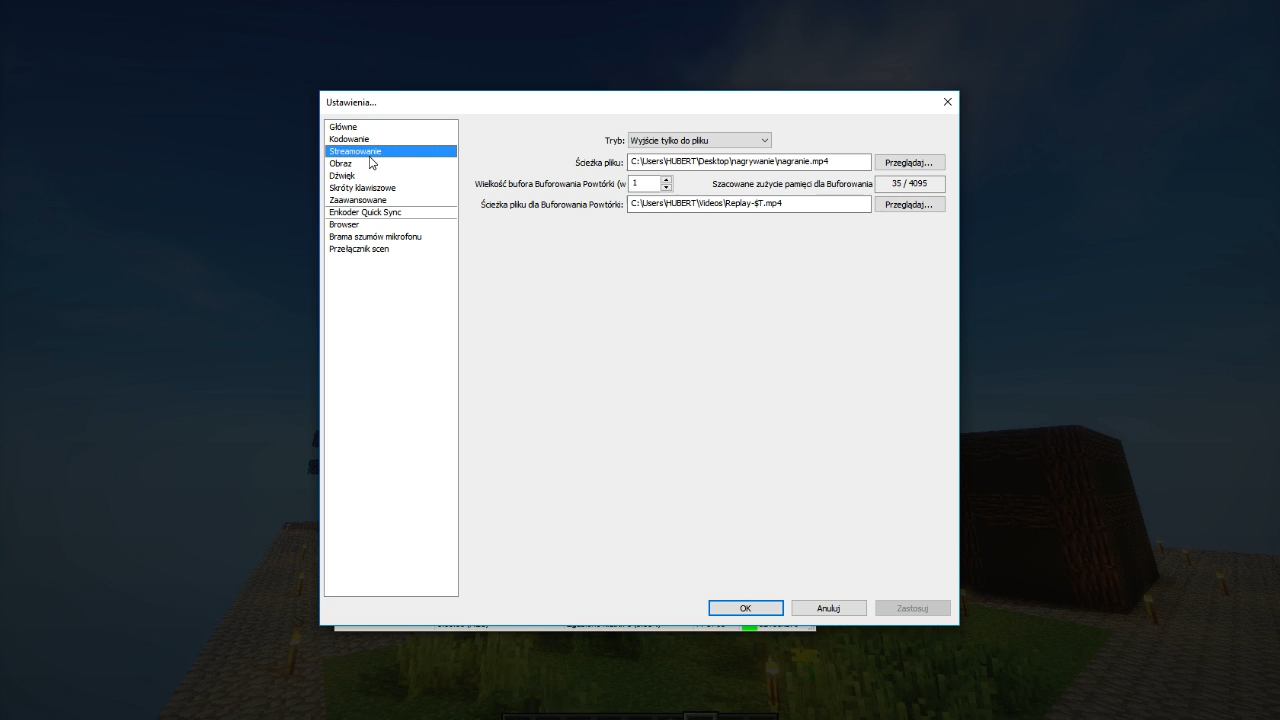 Ustawienia...
Główne
Kodowanie
Streamowanie
Obraz
Dźwięk
Skróty klawiszowe
Zaawansowane
Enkoder Quick Sync
Browser
Brama szumów mikrofonu
Przełącznik scen
Tryb: Wyjście tylko do pliku
Ścieżka pliku: C:\Users\HUBERT\Desktop\nagrywanie\nagranie.mp4 Przeglądaj...
Wielkość bufora Buforowania Powtórki (w 1 Szacowane zużycie pamięci dla Buforowania 35 / 4095
Ścieżka pliku dla Buforowania Powtórki: C:\Users\HUBERT\Videos\Replay-$T.mp4 Przeglądaj...
OK Anuluj Zastosuj